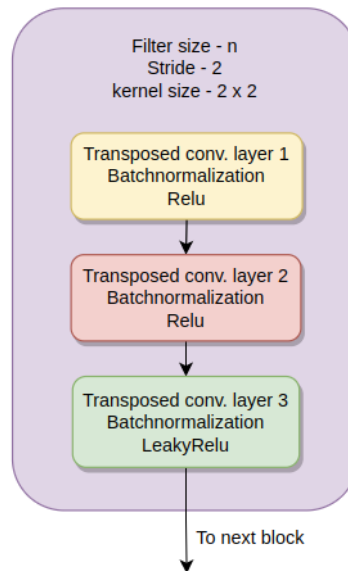 Filter size - n
Stride - 2
kernel size - 2 x 2
Transposed conv. layer 1
Batchnormalization
Relu
Transposed conv. layer 2
Batchnormalization
Relu
Transposed conv. layer 3
Batchnormalization
LeakyRelu
To next block